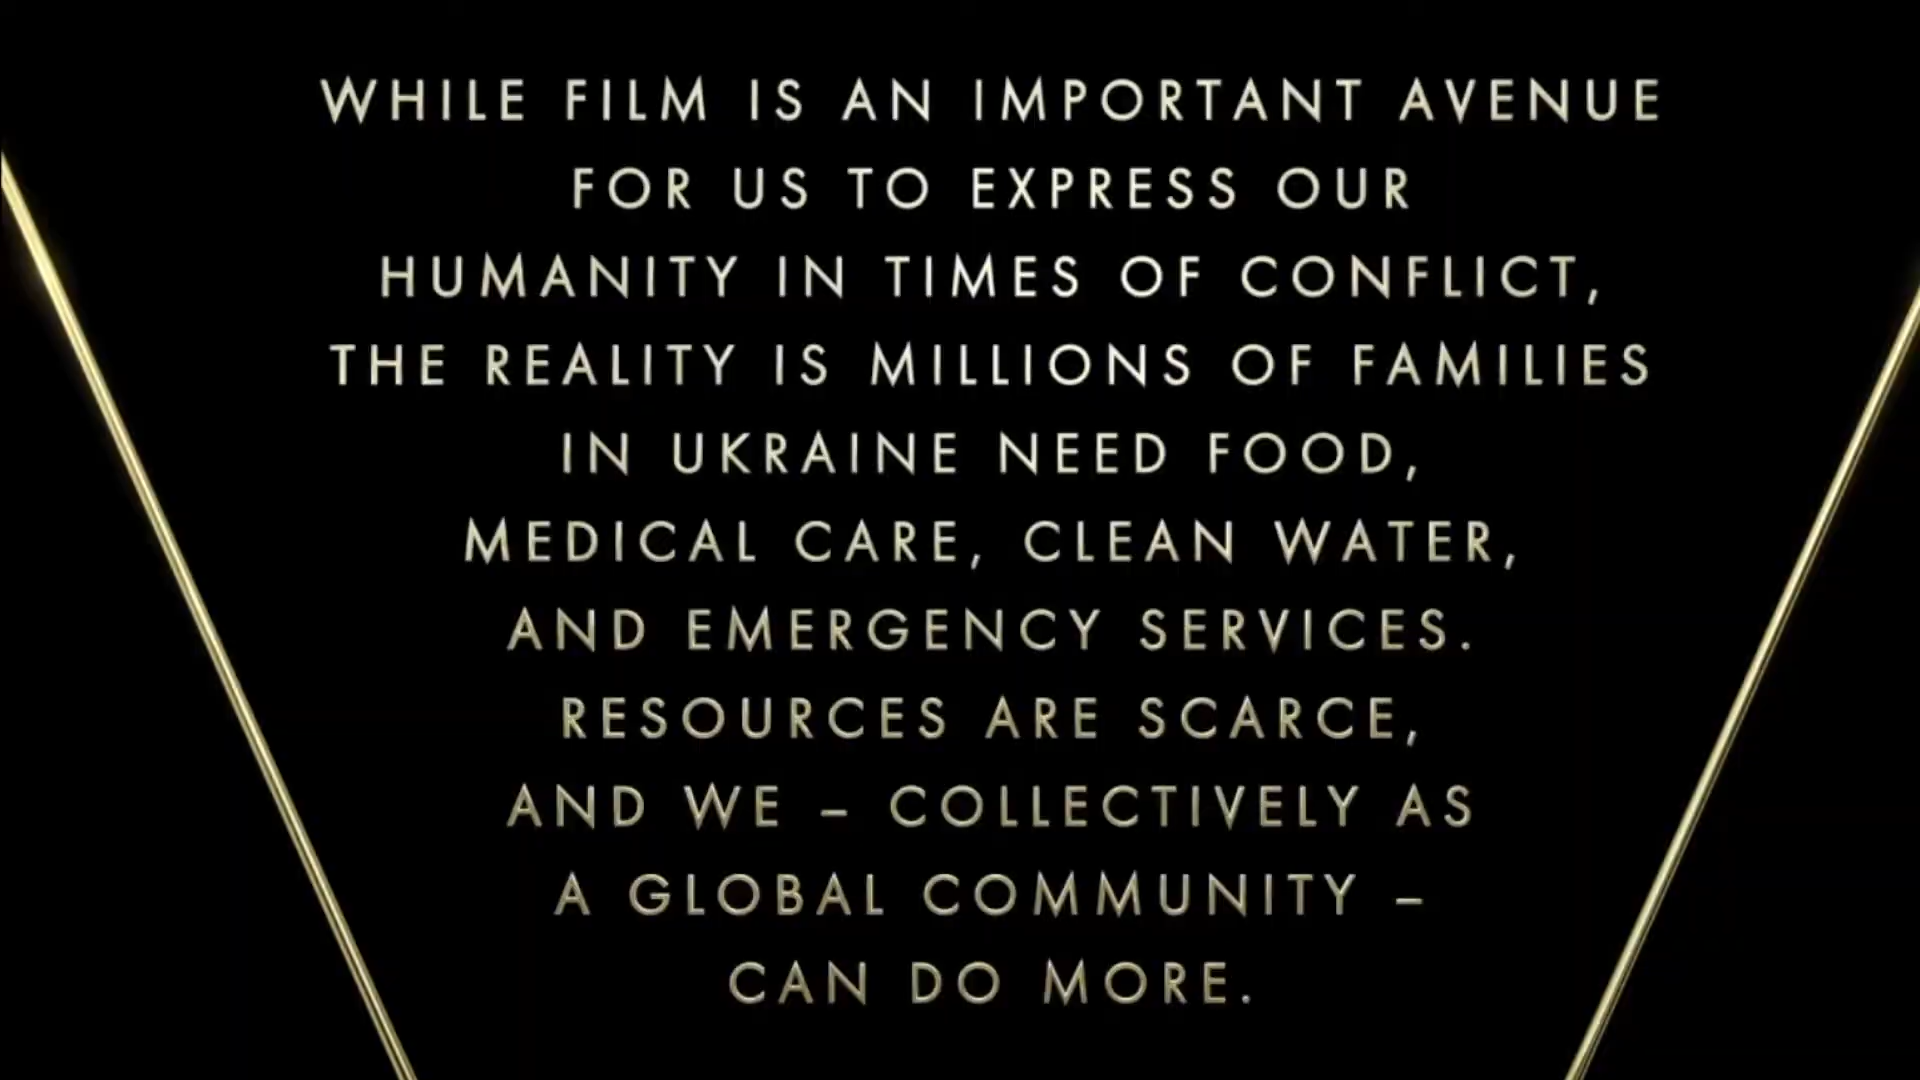 WHILE FILM IS AN IMPORTANT AVENUE
FOR US TO EXPRESS OUR
HUMANITY IN TIMES OF CONFLICT,
THE REALITY IS MILLIONS OF FAMILIES
IN UKRAINE NEED FOOD,
MEDICAL CARE, CLEAN WATER,
AND EMERGENCY SERVICES.
RESOURCES ARE SCARCE,
AND WE – COLLECTIVELY AS
A GLOBAL COMMUNITY –
CAN DO MORE.